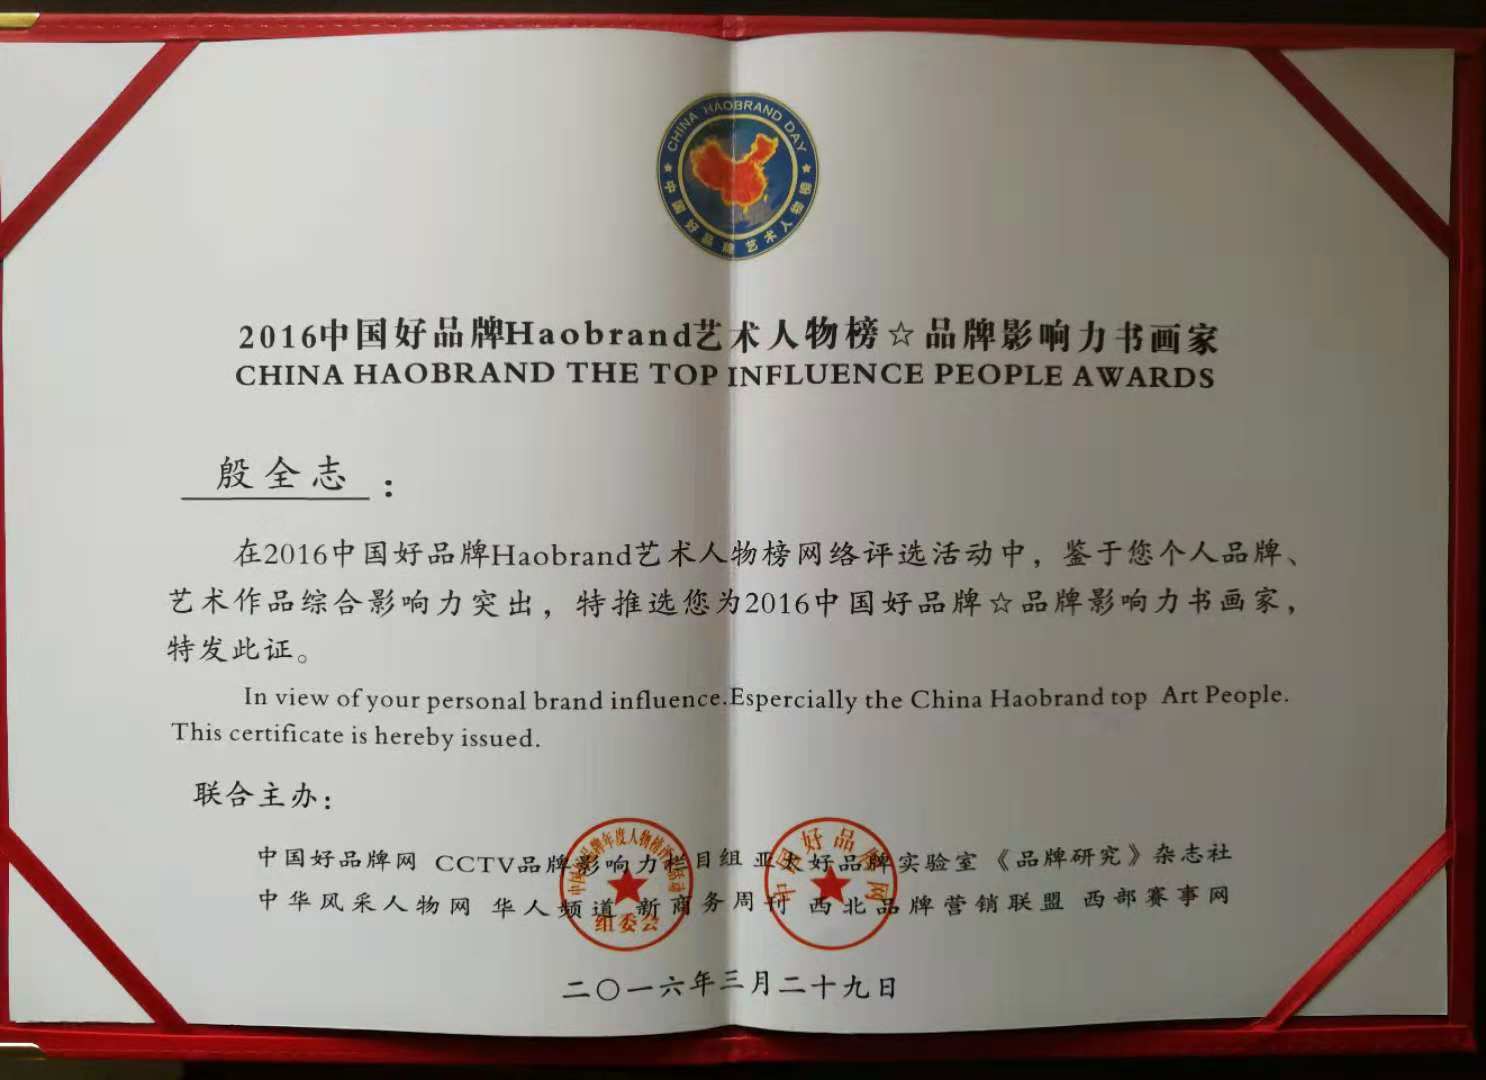 CHINA HAOBRAND DAY
中国好品牌艺术人物榜
2016中国好品牌Haobrand艺术人物榜☆品牌影响力书画家
CHINA HAOBRAND THE TOP INFLUENCE PEOPLE AWARDS
殷全志：
在2016中国好品牌Haobrand艺术人物榜网络评选活动中，鉴于您个人品牌、
艺术作品综合影响力突出，特推选您为2016中国好品牌☆品牌影响力书画家，
特发此证。
In view of your personal brand influence.Espercially the China Haobrand top Art People.
This certificate is hereby issued.
联合主办：
中国好品牌网 CCTV品牌影响力栏目组 亚太好品牌实验室《品牌研究》杂志社
中华风采人物网 华人频道 新商务周刊 西北品牌营销联盟 西部赛事网
组委会
中国好品牌网
二〇一六年三月二十九日